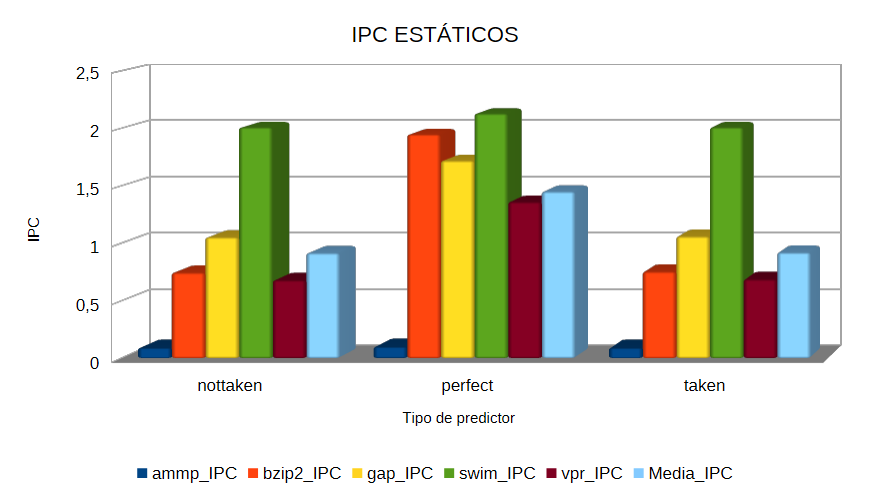 IPC ESTÁTICOS
2,5
2
1,5
1
0,5
0
IPC
nottaken perfect taken
Tipo de predictor
ammp_IPC bzip2_IPC gap_IPC swim_IPC vpr_IPC Media_IPC